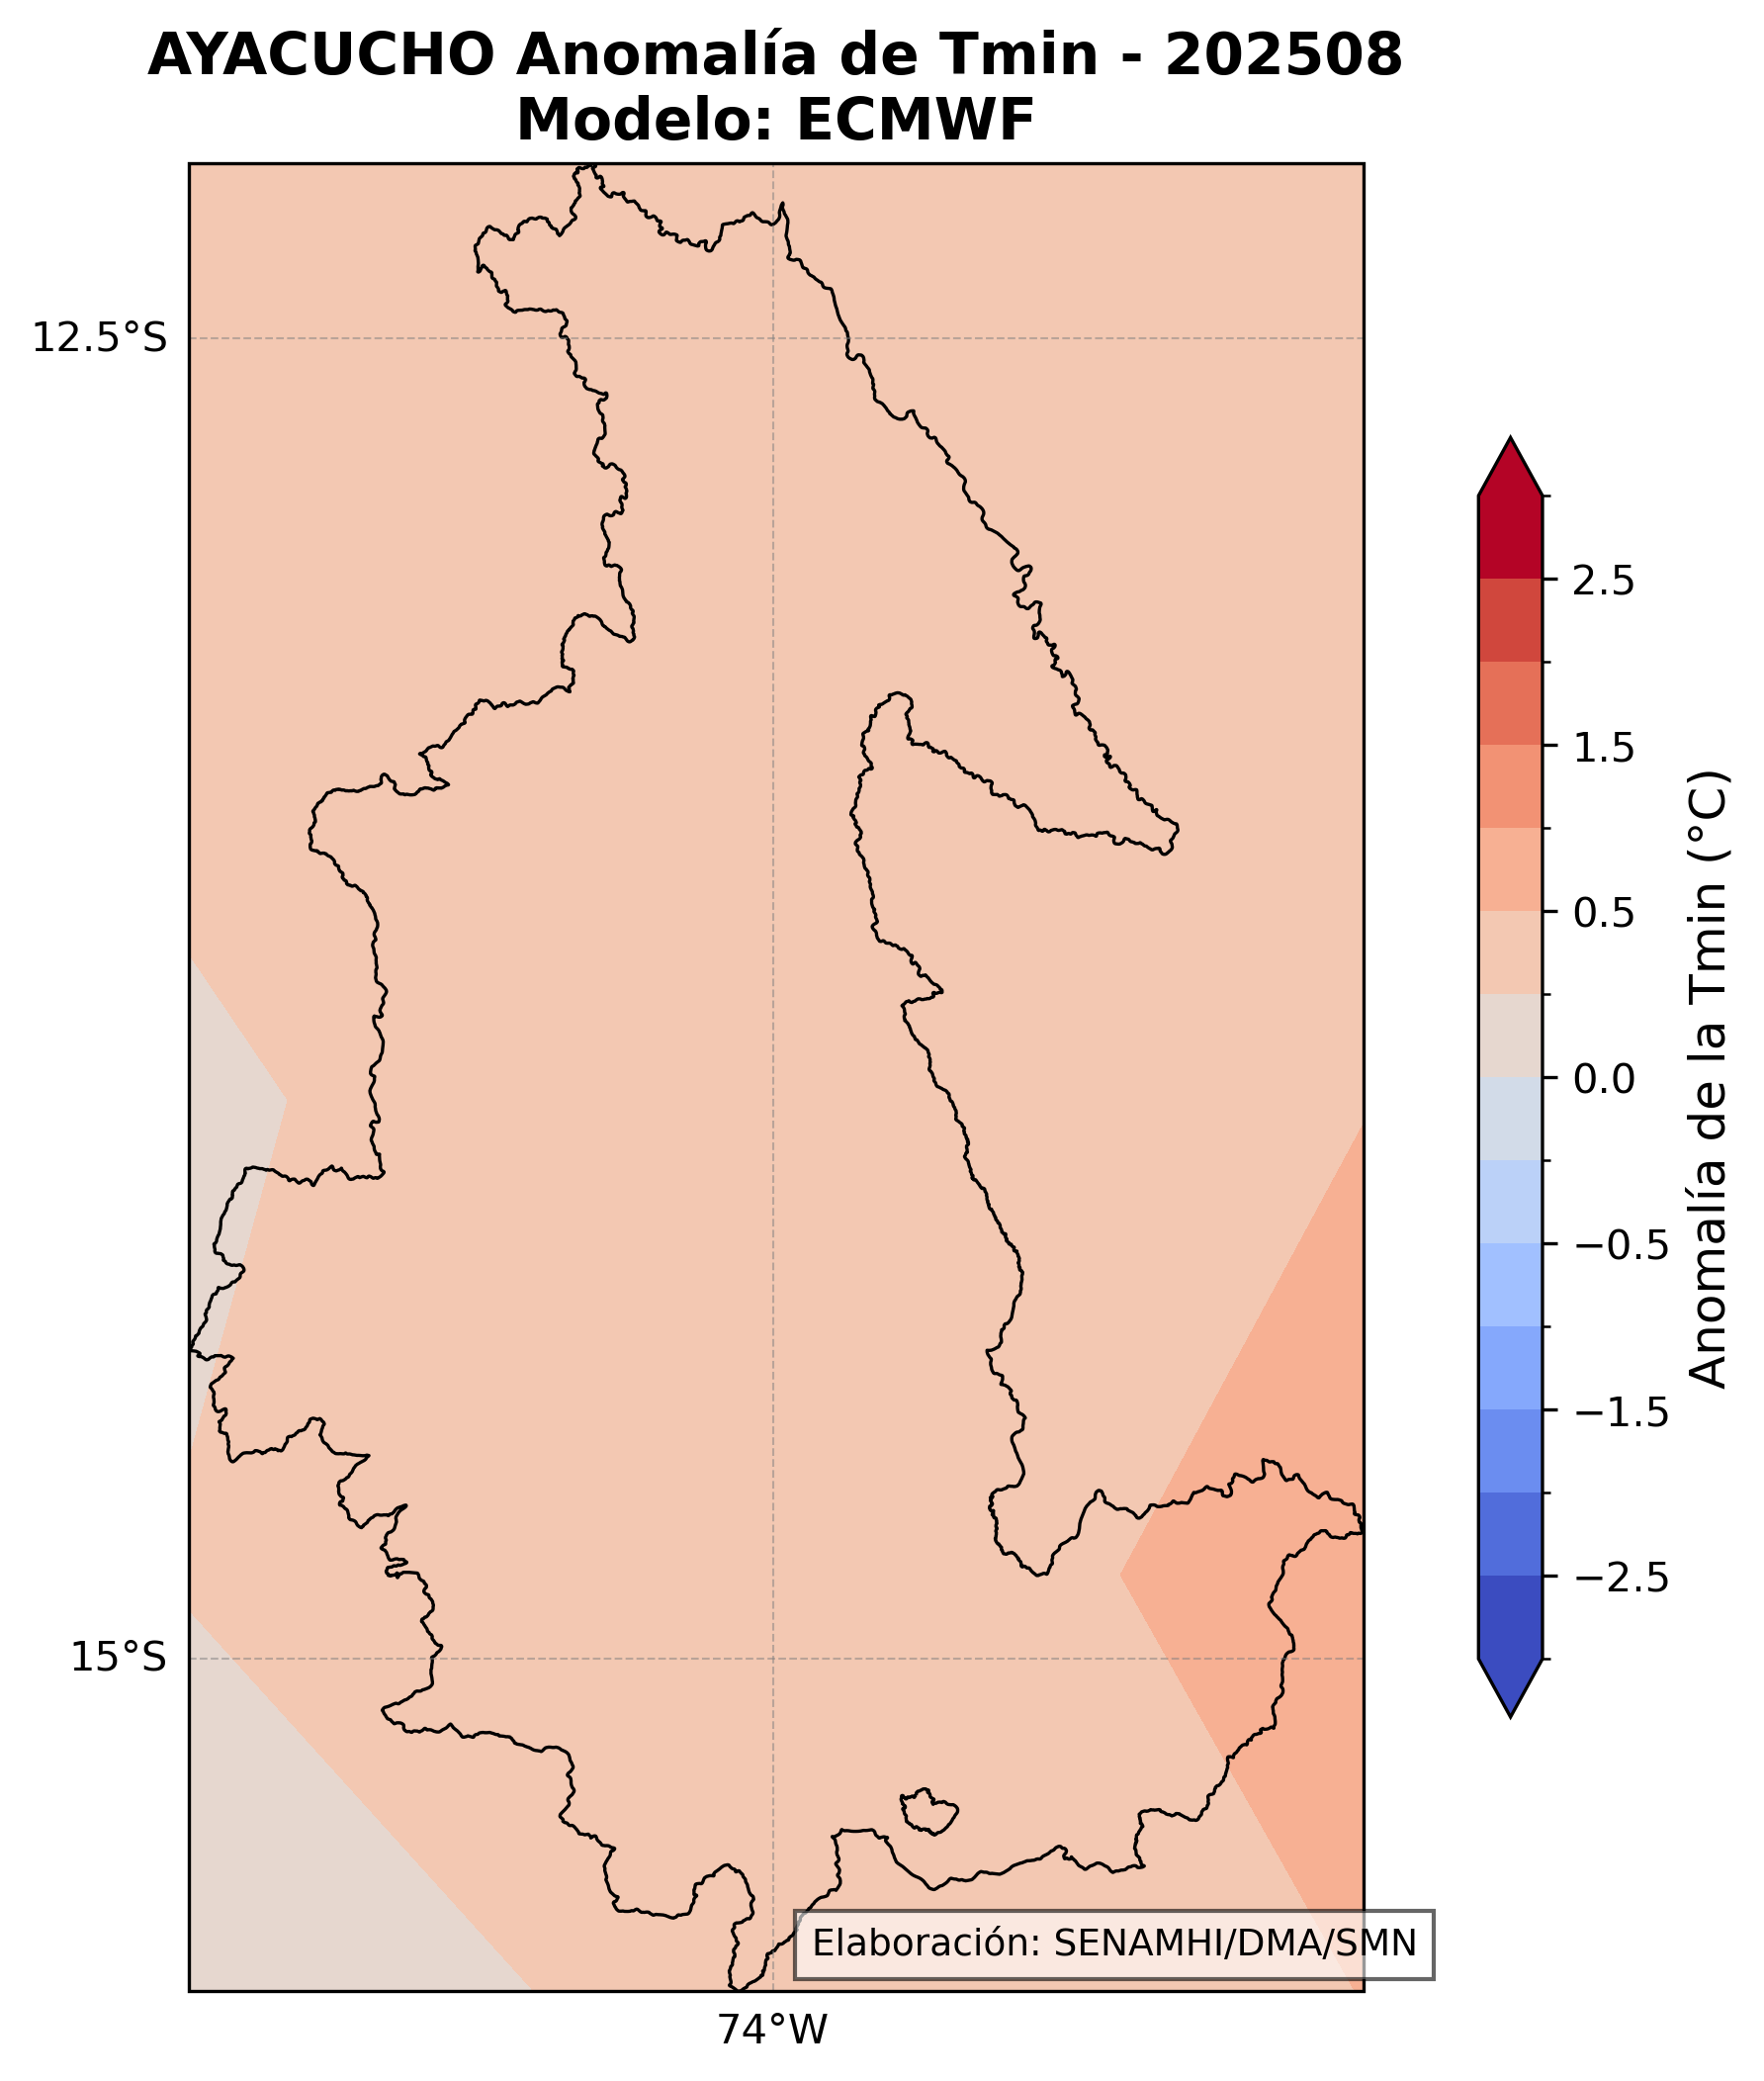 AYACUCHO Anomalía de Tmin - 202508
Modelo: ECMWF
12.5°S
15°S
74°W
2.5
1.5
0.5
0.0
−0.5
−1.5
−2.5
Anomalía de la Tmin (°C)
Elaboración: SENAMHI/DMA/SMN